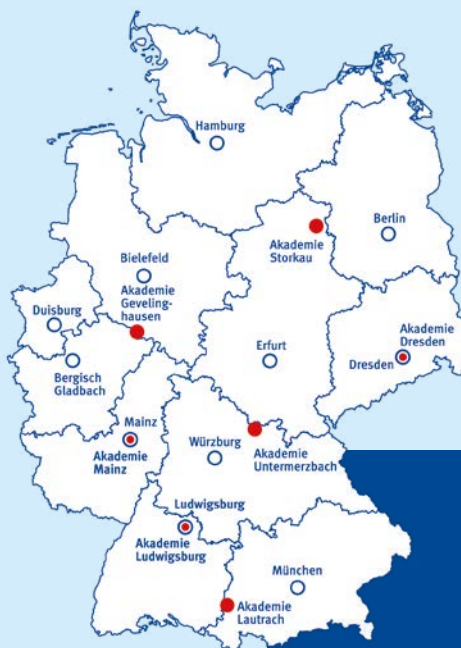 Hamburg
Berlin
Akademie
Storkau
Bielefeld
Akademie
Geveling-
hausen
Duisburg
Bergisch
Gladbach
Erfurt
Akademie
Dresden
Dresden
Mainz
Akademie
Mainz
Würzburg
Akademie
Untermerzbach
Ludwigsburg
Akademie
Ludwigsburg
München
Akademie
Lautrach